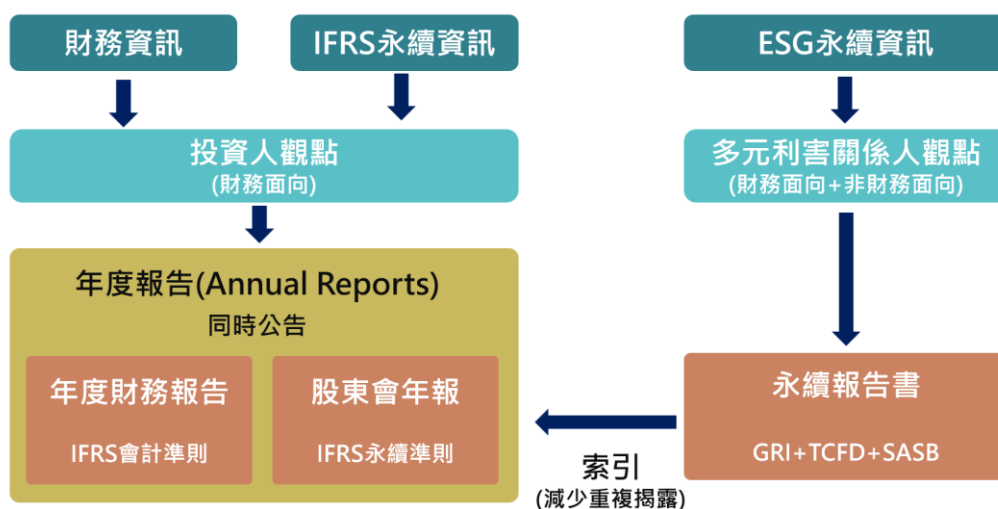 財務資訊
IFRS永續資訊
ESG永續資訊
投資人觀點
(財務面向)
多元利害關係人觀點
(財務面向+非財務面向)
年度報告(Annual Reports)
同時公告
年度財務報告
IFRS會計準則
股東會年報
IFRS永續準則
永續報告書
GRI+TCFD+SASB
索引
(減少重複揭露)